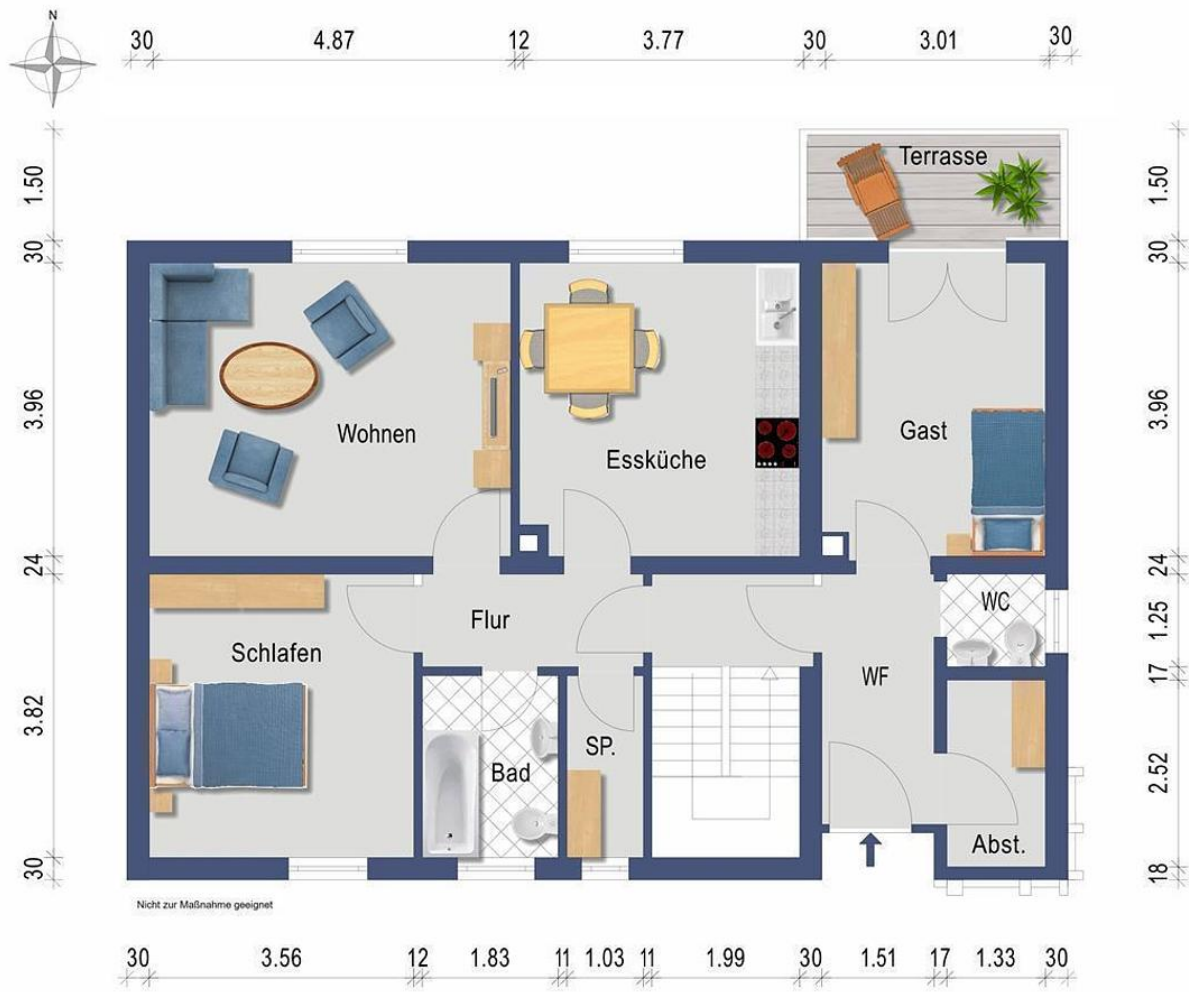 N
30 4.87 12 3.77 30 3.01 30
1.50
30
3.96
24
3.82
30
Terrasse
Wohnen
Essküche
Gast
Flur
Schlafen
WC
WF
SP.
Bad
Abst.
1.50
30
3.96
24
1.25
17
2.52
18
Nicht zur Maßnahme geeignet
30 3.56 12 1.83 11 1.03 11 1.99 30 1.51 17 1.33 30